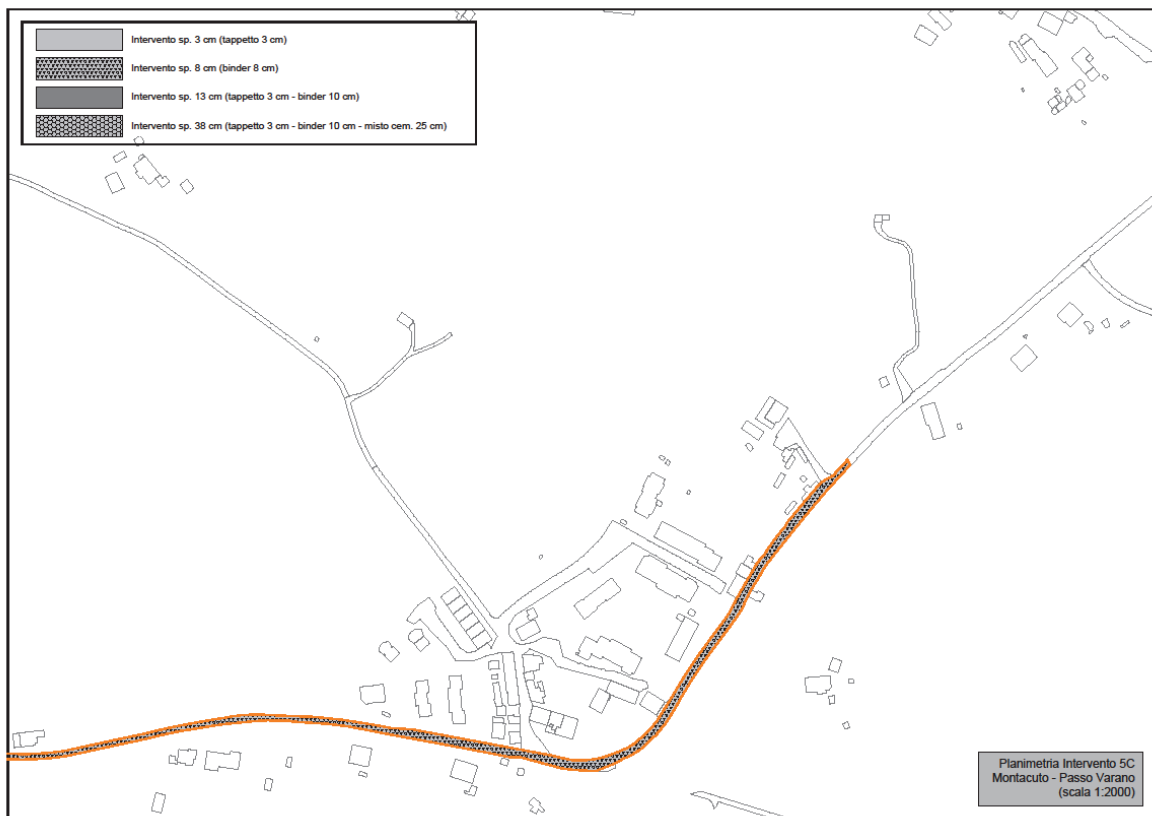 Intervento sp. 3 cm (tappetto 3 cm)
Intervento sp. 8 cm (binder 8 cm)
Intervento sp. 13 cm (tappetto 3 cm - binder 10 cm)
Intervento sp. 38 cm (tappetto 3 cm - binder 10 cm - misto cem. 25 cm)
Planimetria Intervento 5C
Montacuto - Passo Varano
(scala 1:2000)